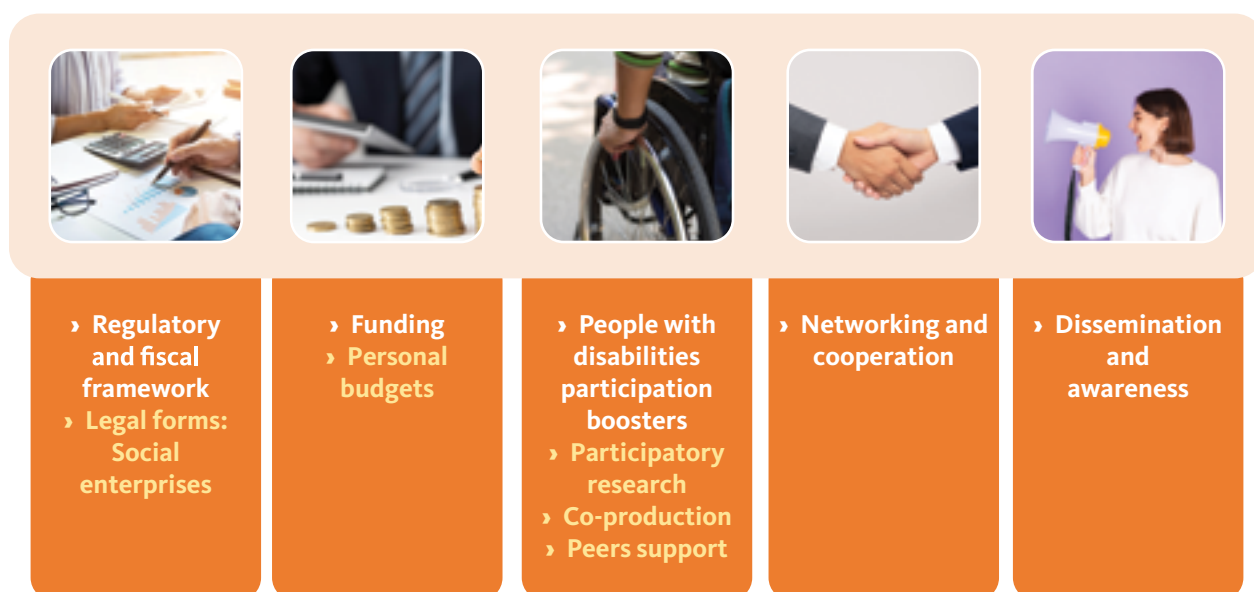 › Regulatory
and fiscal
framework
› Legal forms:
Social
enterprises
› Funding
› Personal
budgets
› People with
disabilities
participation
boosters
› Participatory
research
› Co-production
› Peers support
› Networking and
cooperation
› Dissemination
and
awareness